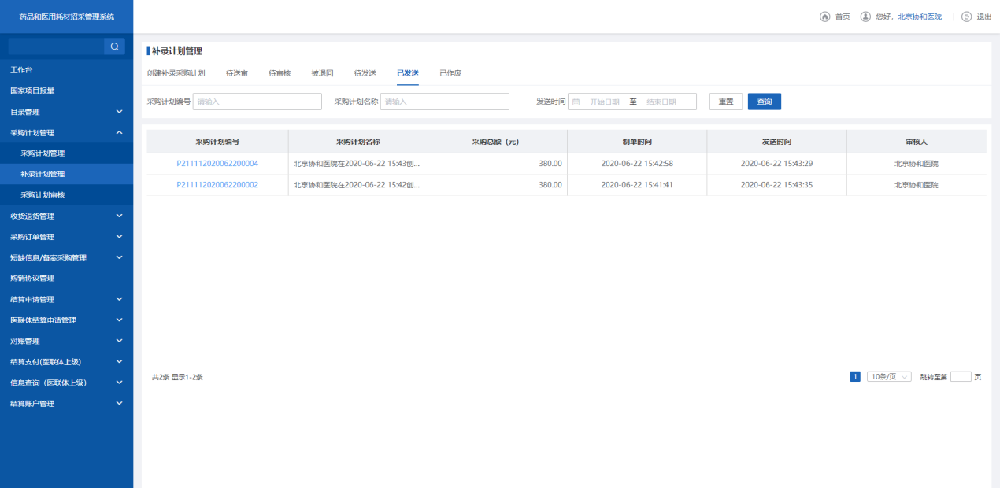 药品和医用耗材招采管理系统
首页 您好，北京协和医院 退出
工作台
国家项目报量
目录管理
采购计划管理
采购计划管理
补录计划管理
采购计划审核
收货退货管理
采购订单管理
短缺信息/备案采购管理
购销协议管理
结算申请管理
医联体结算申请管理
对账管理
结算支付(医联体上级)
信息查询（医联体上级）
结算账户管理
补录计划管理
创建补录采购计划 待送审 待审核 被退回 待发送 已发送 已作废
采购计划编号 请输入 采购计划名称 请输入 发送时间 开始日期 至 结束日期 重置 查询
采购计划编号 采购计划名称 采购总额（元） 制单时间 发送时间 审核人
P211112020062200004 北京协和医院在2020-06-22 15:43创... 380.00 2020-06-22 15:42:58 2020-06-22 15:43:29 北京协和医院
P211112020062200002 北京协和医院在2020-06-22 15:42创... 380.00 2020-06-22 15:41:41 2020-06-22 15:43:35 北京协和医院
共2条 显示1-2条 1 10条/页 跳转至第 页